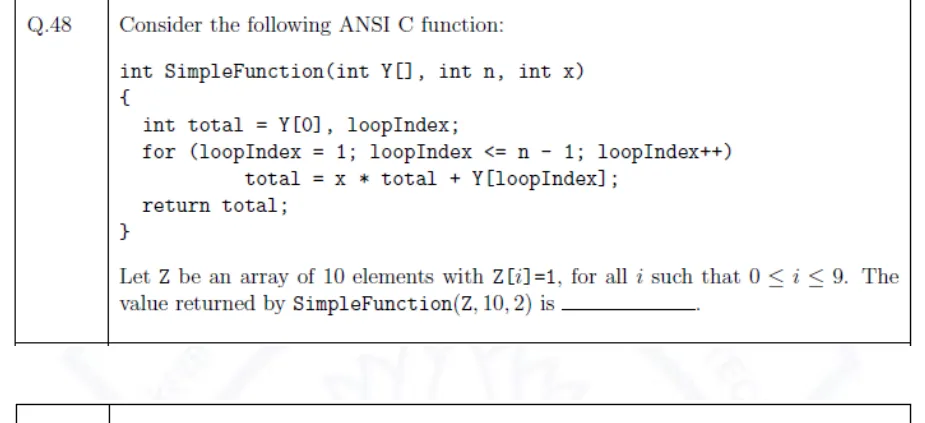 Q.48
Consider the following ANSI C function:
int SimpleFunction(int Y[], int n, int x)
{
int total = Y[0], loopIndex;
for (loopIndex = 1; loopIndex <= n - 1; loopIndex++)
total = x * total + Y[loopIndex];
return total;
}
Let Z be an array of 10 elements with Z[i]=1, for all i such that 0 ≤ i ≤ 9. The
value returned by SimpleFunction(Z, 10, 2) is ________.